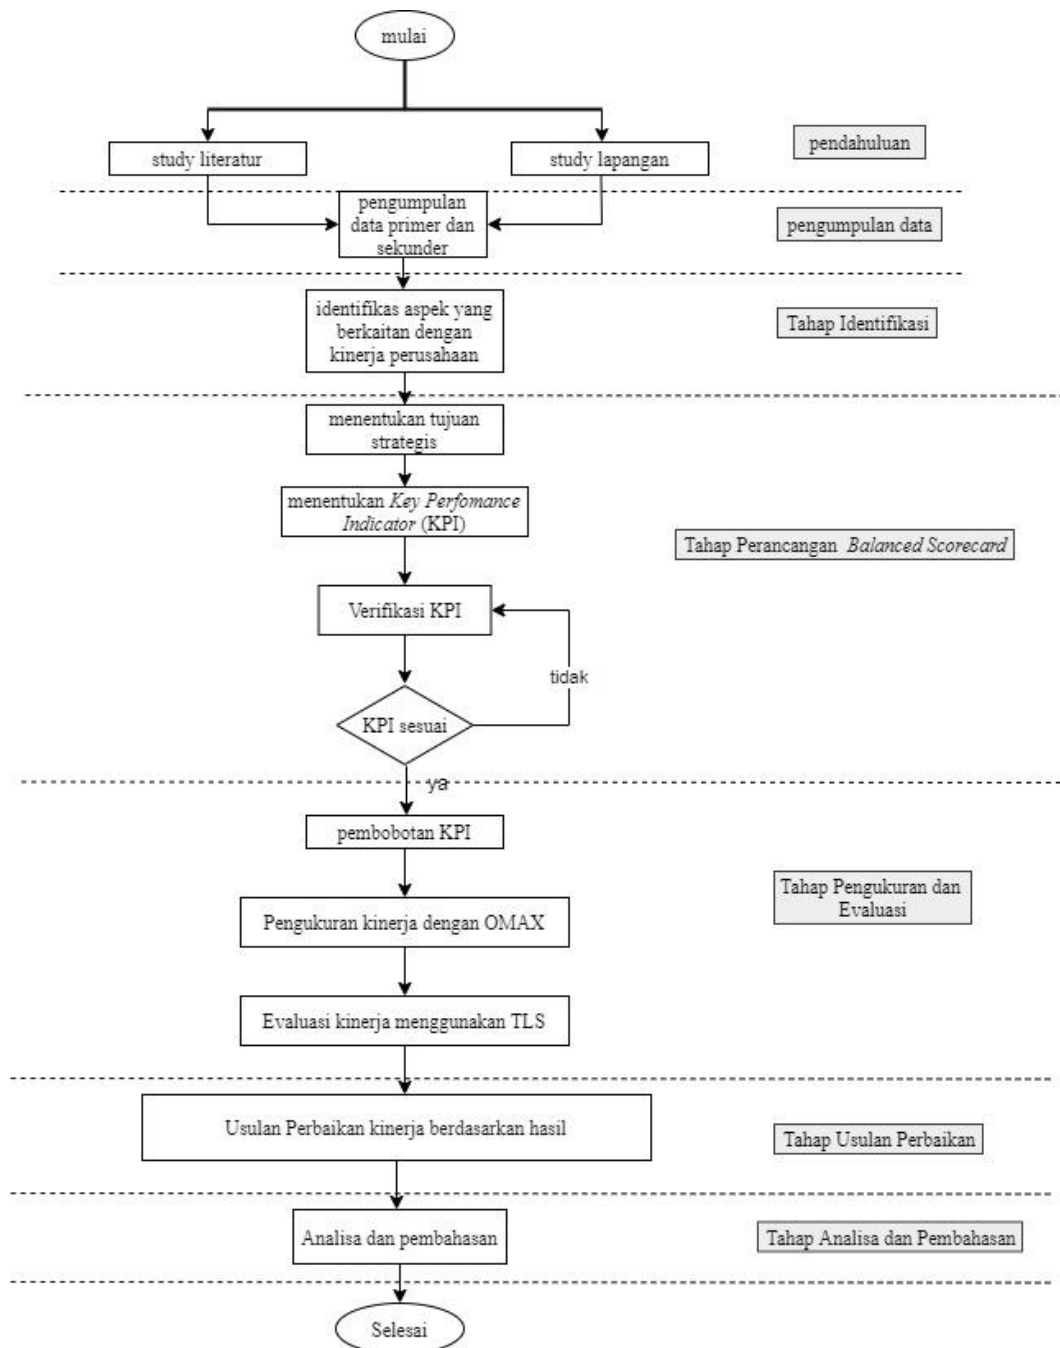 mulai
study literatur
study lapangan
pendahuluan
pengumpulan
data primer dan
sekunder
pengumpulan data
identifikas aspek yang
berkaitan dengan
kinerja perusahaan
Tahap Identifikasi
menentukan tujuan
strategis
menentukan Key Perfomance
Indicator (KPI)
Tahap Perancangan Balanced Scorecard
Verifikasi KPI
tidak
KPI sesuai
ya
pembobotan KPI
Tahap Pengukuran dan
Evaluasi
Pengukuran kinerja dengan OMAX
Evaluasi kinerja menggunakan TLS
Usulan Perbaikan kinerja berdasarkan hasil
Tahap Usulan Perbaikan
Analisa dan pembahasan
Tahap Analisa dan Pembahasan
Selesai